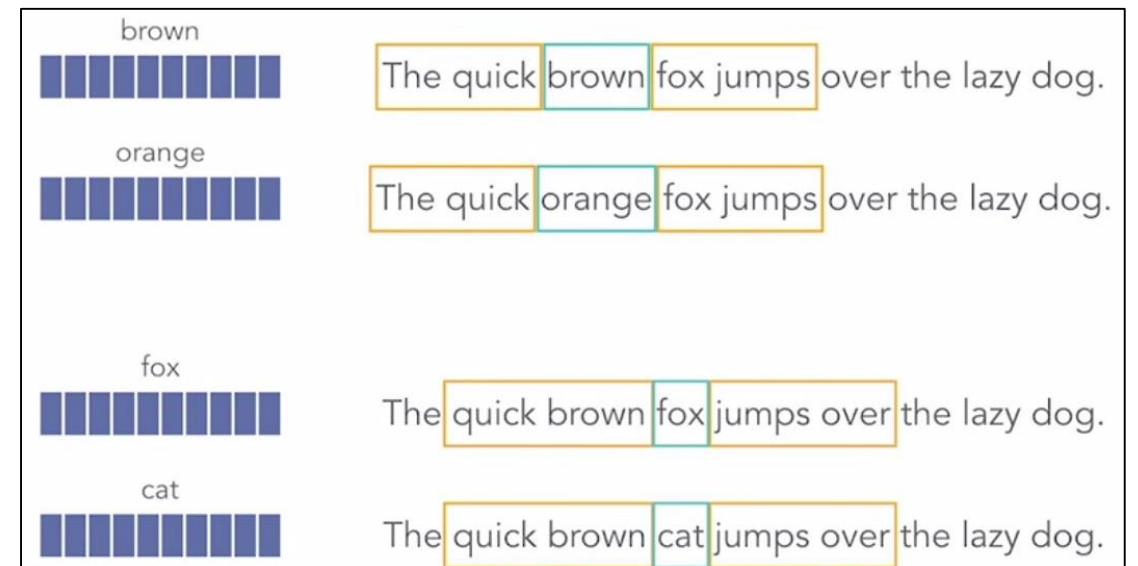 brown
The quick brown fox jumps over the lazy dog.
orange
The quick orange fox jumps over the lazy dog.
fox
The quick brown fox jumps over the lazy dog.
cat
The quick brown cat jumps over the lazy dog.